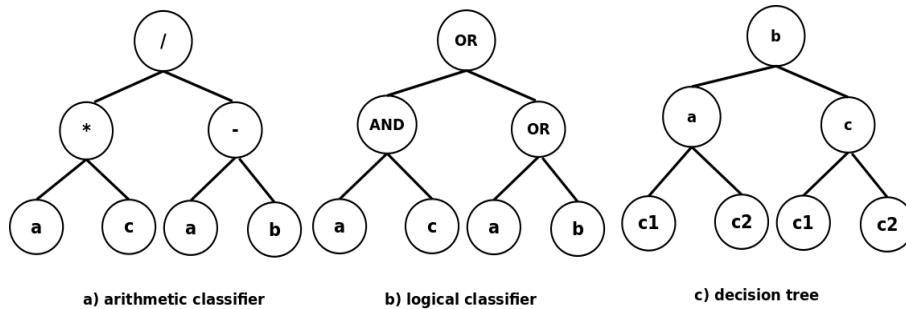 / OR b
* - AND OR a c
a c a b a c a b c1 c2 c1 c2
a) arithmetic classifier b) logical classifier c) decision tree